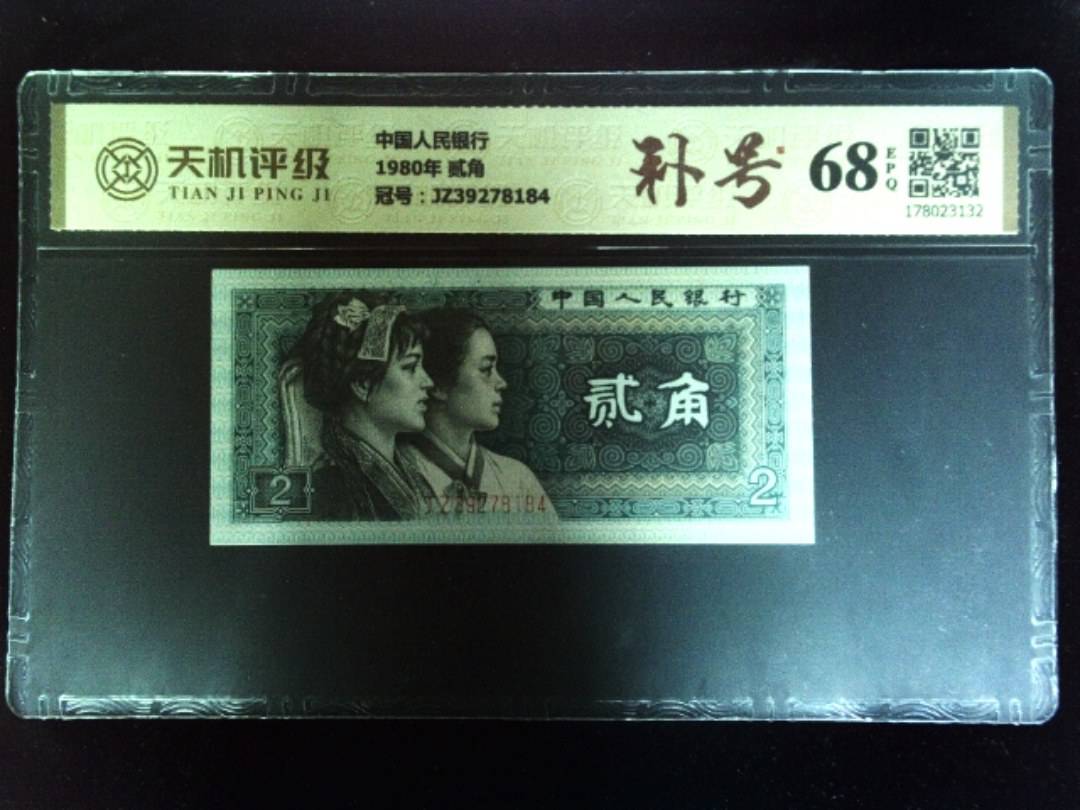 天机评级
TIAN JI PING JI
中国人民银行
1980年 贰角
冠号：JZ39278184
补号
68
EPQ
178023132
中国人民银行
贰角
2
2
JZ39278184